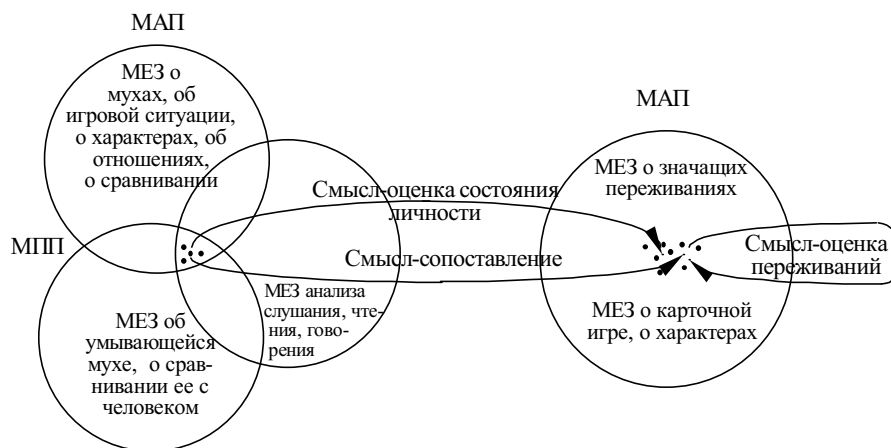 МАП
МЕЗ о
мухах, об
игровой ситуации,
о характерах, об
отношениях,
о сравнивании
МПП
МЕЗ об
умывающейся
мухе, о срав-
нивании ее с
человеком
МЕЗ анализа
слушания, чте-
ния, гово-
рения
Смысл-оценка состояния
личности
Смысл-сопоставление
МАП
МЕЗ о значащих
переживаниях
МЕЗ о карточной
игре, о характерах
Смысл-оценка
переживаний